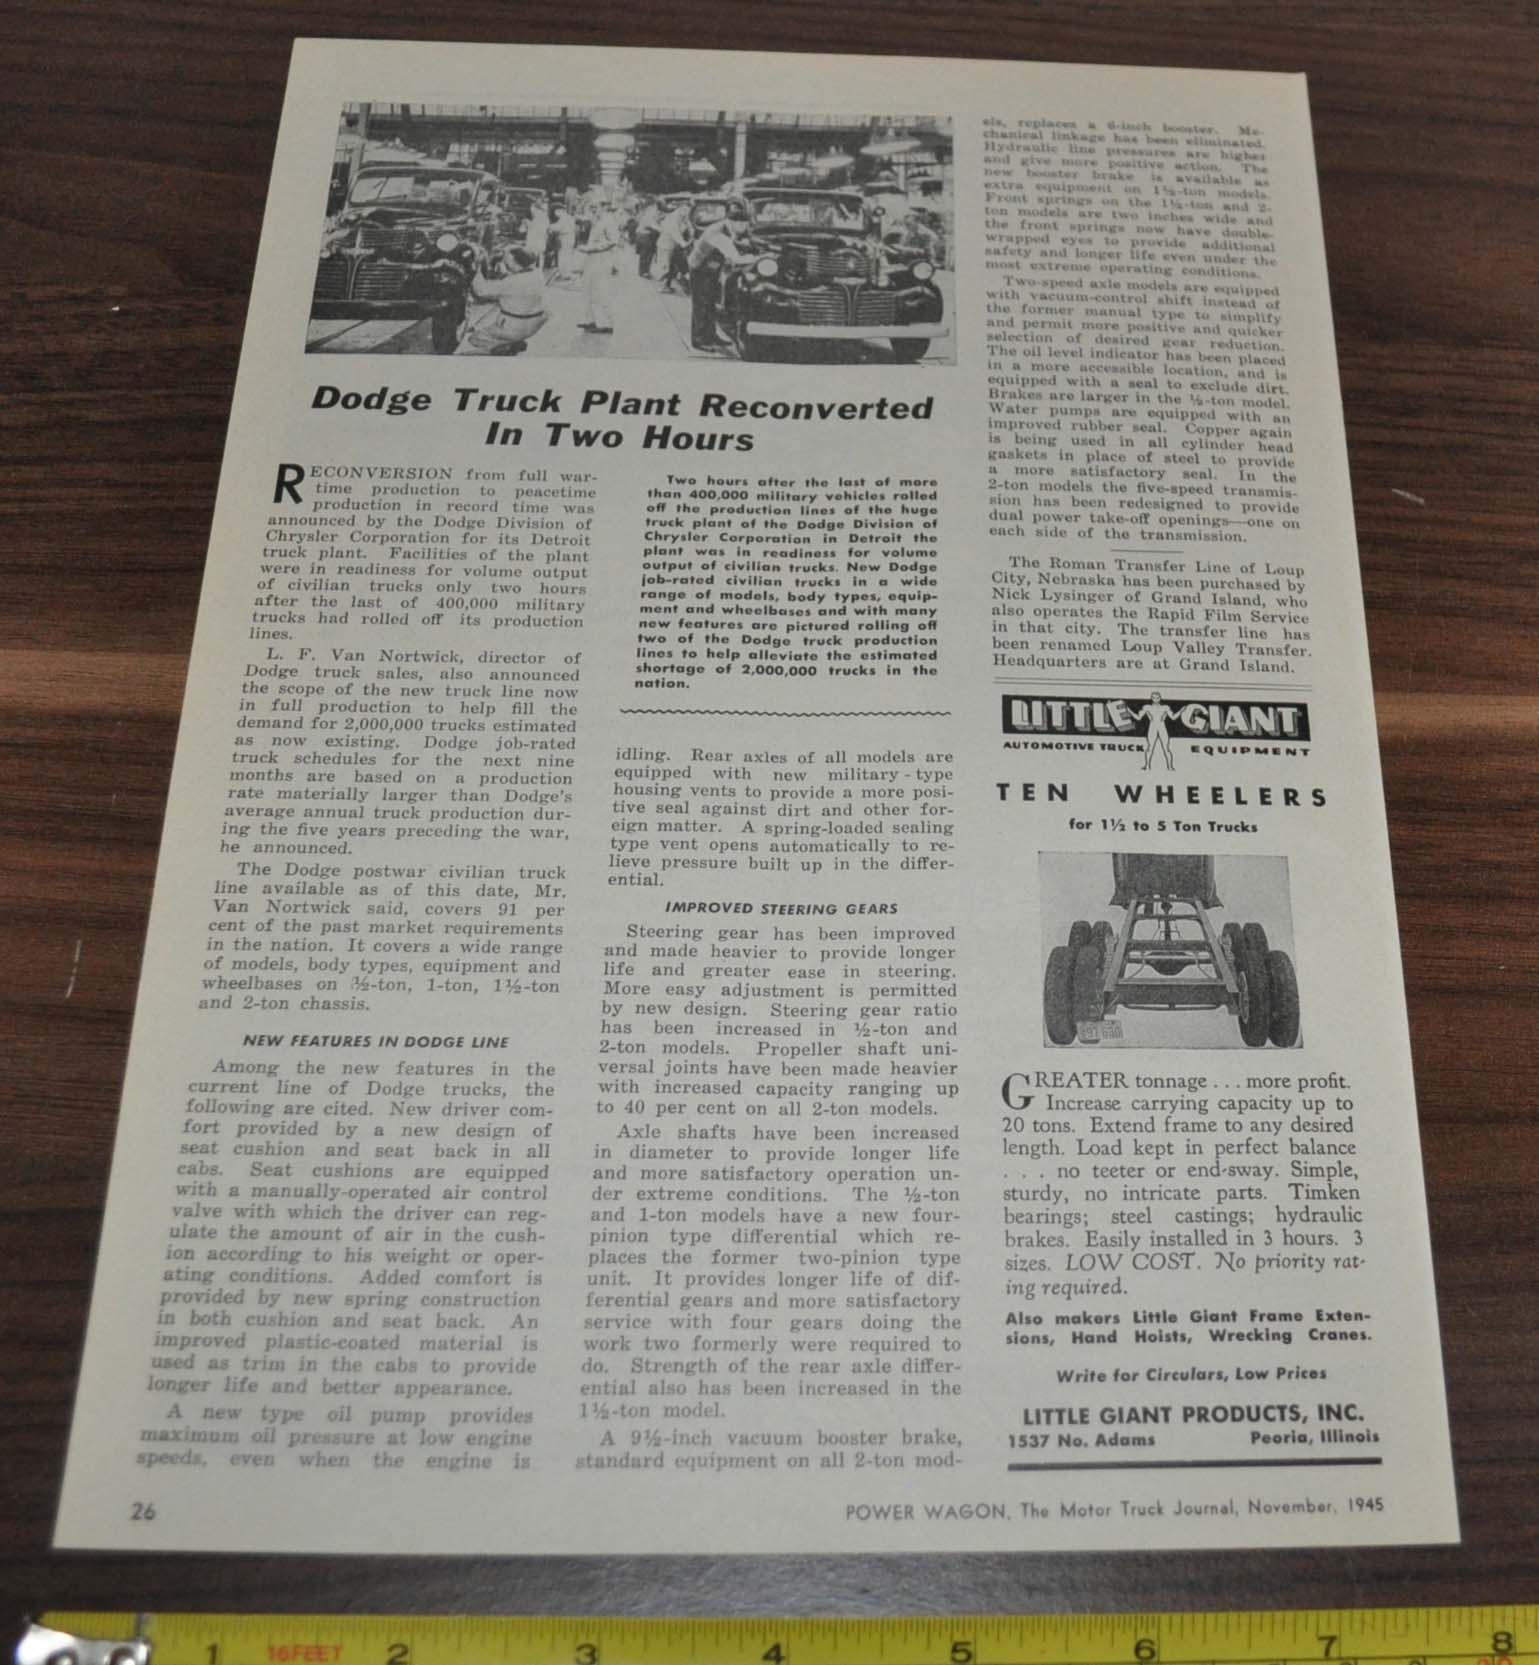 Dodge Truck Plant Reconverted
In Two Hours
RECONVERSION from full war-
time production to peacetime
production in record time was
announced by the Dodge Division of
Chrysler Corporation for its Detroit
truck plant. Facilities of the plant
were in readiness for volume output
of civilian trucks only two hours
after the last of 400,000 military
trucks had rolled off its production
lines.
L. F. Van Nortwick, director of
Dodge truck sales, also announced
the scope of the new truck line now
in full production to help fill the
demand for 2,000,000 trucks estimated
as now existing. Dodge job-rated
truck schedules for the next nine
months are based on a production
rate materially larger than Dodge's
average annual truck production dur-
ing the five years preceding the war,
he announced.
The Dodge postwar civilian truck
line available as of this date, Mr.
Van Nortwick said, covers 91 per
cent of the past market requirements
in the nation. It covers a wide range
of models, body types, equipment and
wheelbases on ½-ton, 1-ton, 1½-ton
and 2-ton chassis.
NEW FEATURES IN DODGE LINE
Among the new features in the
current line of Dodge trucks, the
following are cited. New driver com-
fort provided by a new design of
seat cushion and seat back in all
cabs. Seat cushions are equipped
with a manually-operated air control
valve with which the driver can reg-
ulate the amount of air in the cush-
ion according to his weight or oper-
ating conditions. Added comfort is
provided by new spring construction
in both cushion and seat back. An
improved plastic-coated material is
used as trim in the cabs to provide
longer life and better appearance.
A new type oil pump provides
maximum oil pressure at low engine
speeds, even when the engine is
Two hours after the last of more
than 400,000 military vehicles rolled
off the production lines of the huge
truck plant of the Dodge Division of
Chrysler Corporation in Detroit the
plant was in readiness for volume
output of civilian trucks. New Dodge
job-rated civilian trucks in a wide
range of models, body types, equip-
ment and wheelbases and with many
new features are pictured rolling off
two of the Dodge truck production
lines to help alleviate the estimated
shortage of 2,000,000 trucks in the
nation.
idling. Rear axles of all models are
equipped with new military-type
housing vents to provide a more posi-
tive seal against dirt and other for-
eign matter. A spring-loaded sealing
type vent opens automatically to re-
lieve pressure built up in the differ-
ential.
IMPROVED STEERING GEARS
Steering gear has been improved
and made heavier to provide longer
life and greater ease in steering.
More easy adjustment is permitted
by new design. Steering gear ratio
has been increased in ½-ton and
2-ton models. Propeller shaft uni-
versal joints have been made heavier
with increased capacity ranging up
to 40 per cent on all 2-ton models.
Axle shafts have been increased
in diameter to provide longer life
and more satisfactory operation un-
der extreme conditions. The ½-ton
and 1-ton models have a new four-
pinion type differential which re-
places the former two-pinion type
unit. It provides longer life of dif-
ferential gears and more satisfactory
service with four gears doing the
work two formerly were required to
do. Strength of the rear axle differ-
ential also has been increased in the
1½-ton model.
A 9½-inch vacuum booster brake,
standard equipment on all 2-ton mod-
els, replaces a 6-inch booster. Me-
chanical linkage has been eliminated.
Hydraulic line pressures are higher
and give more positive action. The
new booster brake is available as
extra equipment on 1½-ton models.
Front springs on the 1½-ton and 2-
ton models are two inches wide and
the front springs now have double-
wrapped eyes to provide additional
safety and longer life even under the
most extreme operating conditions.
Two-speed axle models are equipped
with vacuum-control shift instead of
the former manual type to simplify
and permit more positive and quicker
selection of desired gear reduction.
The oil level indicator has been placed
in a more accessible location, and is
equipped with a seal to exclude dirt.
Brakes are larger in the ½-ton model.
Water pumps are equipped with an
improved rubber seal. Copper again
is being used in all cylinder head
gaskets in place of steel to provide
a more satisfactory seal. In the
2-ton models the five-speed transmis-
sion has been redesigned to provide
dual power take-off openings—one on
each side of the transmission.
The Roman Transfer Line of Loup
City, Nebraska has been purchased by
Nick Lysinger of Grand Island, who
also operates the Rapid Film Service
in that city. The transfer line has
been renamed Loup Valley Transfer.
Headquarters are at Grand Island.
LITTLE GIANT
AUTOMOTIVE TRUCK EQUIPMENT
TEN WHEELERS
for 1½ to 5 Ton Trucks
GREATER tonnage . . . more profit.
Increase carrying capacity up to
20 tons. Extend frame to any desired
length. Load kept in perfect balance
. . . no teeter or end-sway. Simple,
sturdy, no intricate parts. Timken
bearings; steel castings; hydraulic
brakes. Easily installed in 3 hours. 3
sizes. LOW COST. No priority rat-
ing required.
Also makers Little Giant Frame Exten-
sions, Hand Hoists, Wrecking Cranes.
Write for Circulars, Low Prices
LITTLE GIANT PRODUCTS, INC.
1537 No. Adams Peoria, Illinois
26
POWER WAGON, The Motor Truck Journal, November, 1945
1 16FEET 2 3 4 5 6 7 8